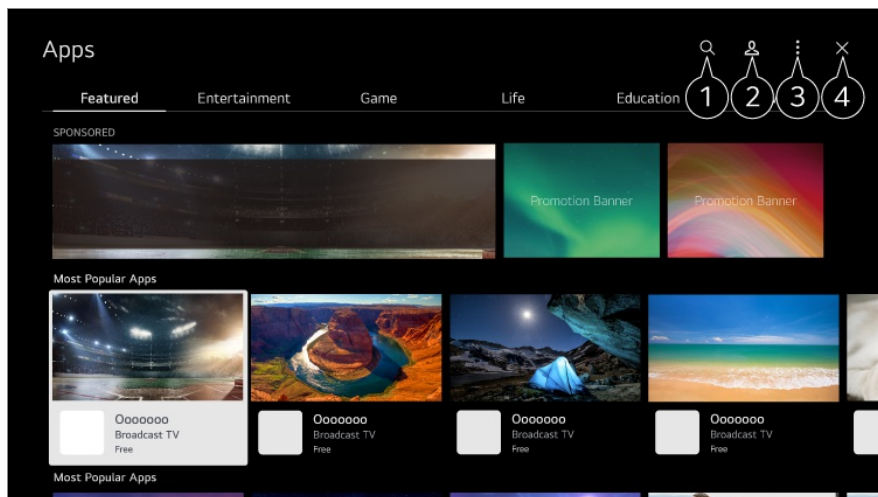 Apps
Featured Entertainment Game Life Education
1 2 3 4
SPONSORED
Promotion Banner Promotion Banner
Most Popular Apps
Ooooooo Ooooooo Ooooooo Ooooooo
Broadcast TV Broadcast TV Broadcast TV Broadcast TV
Free Free Free Free
Most Popular Apps